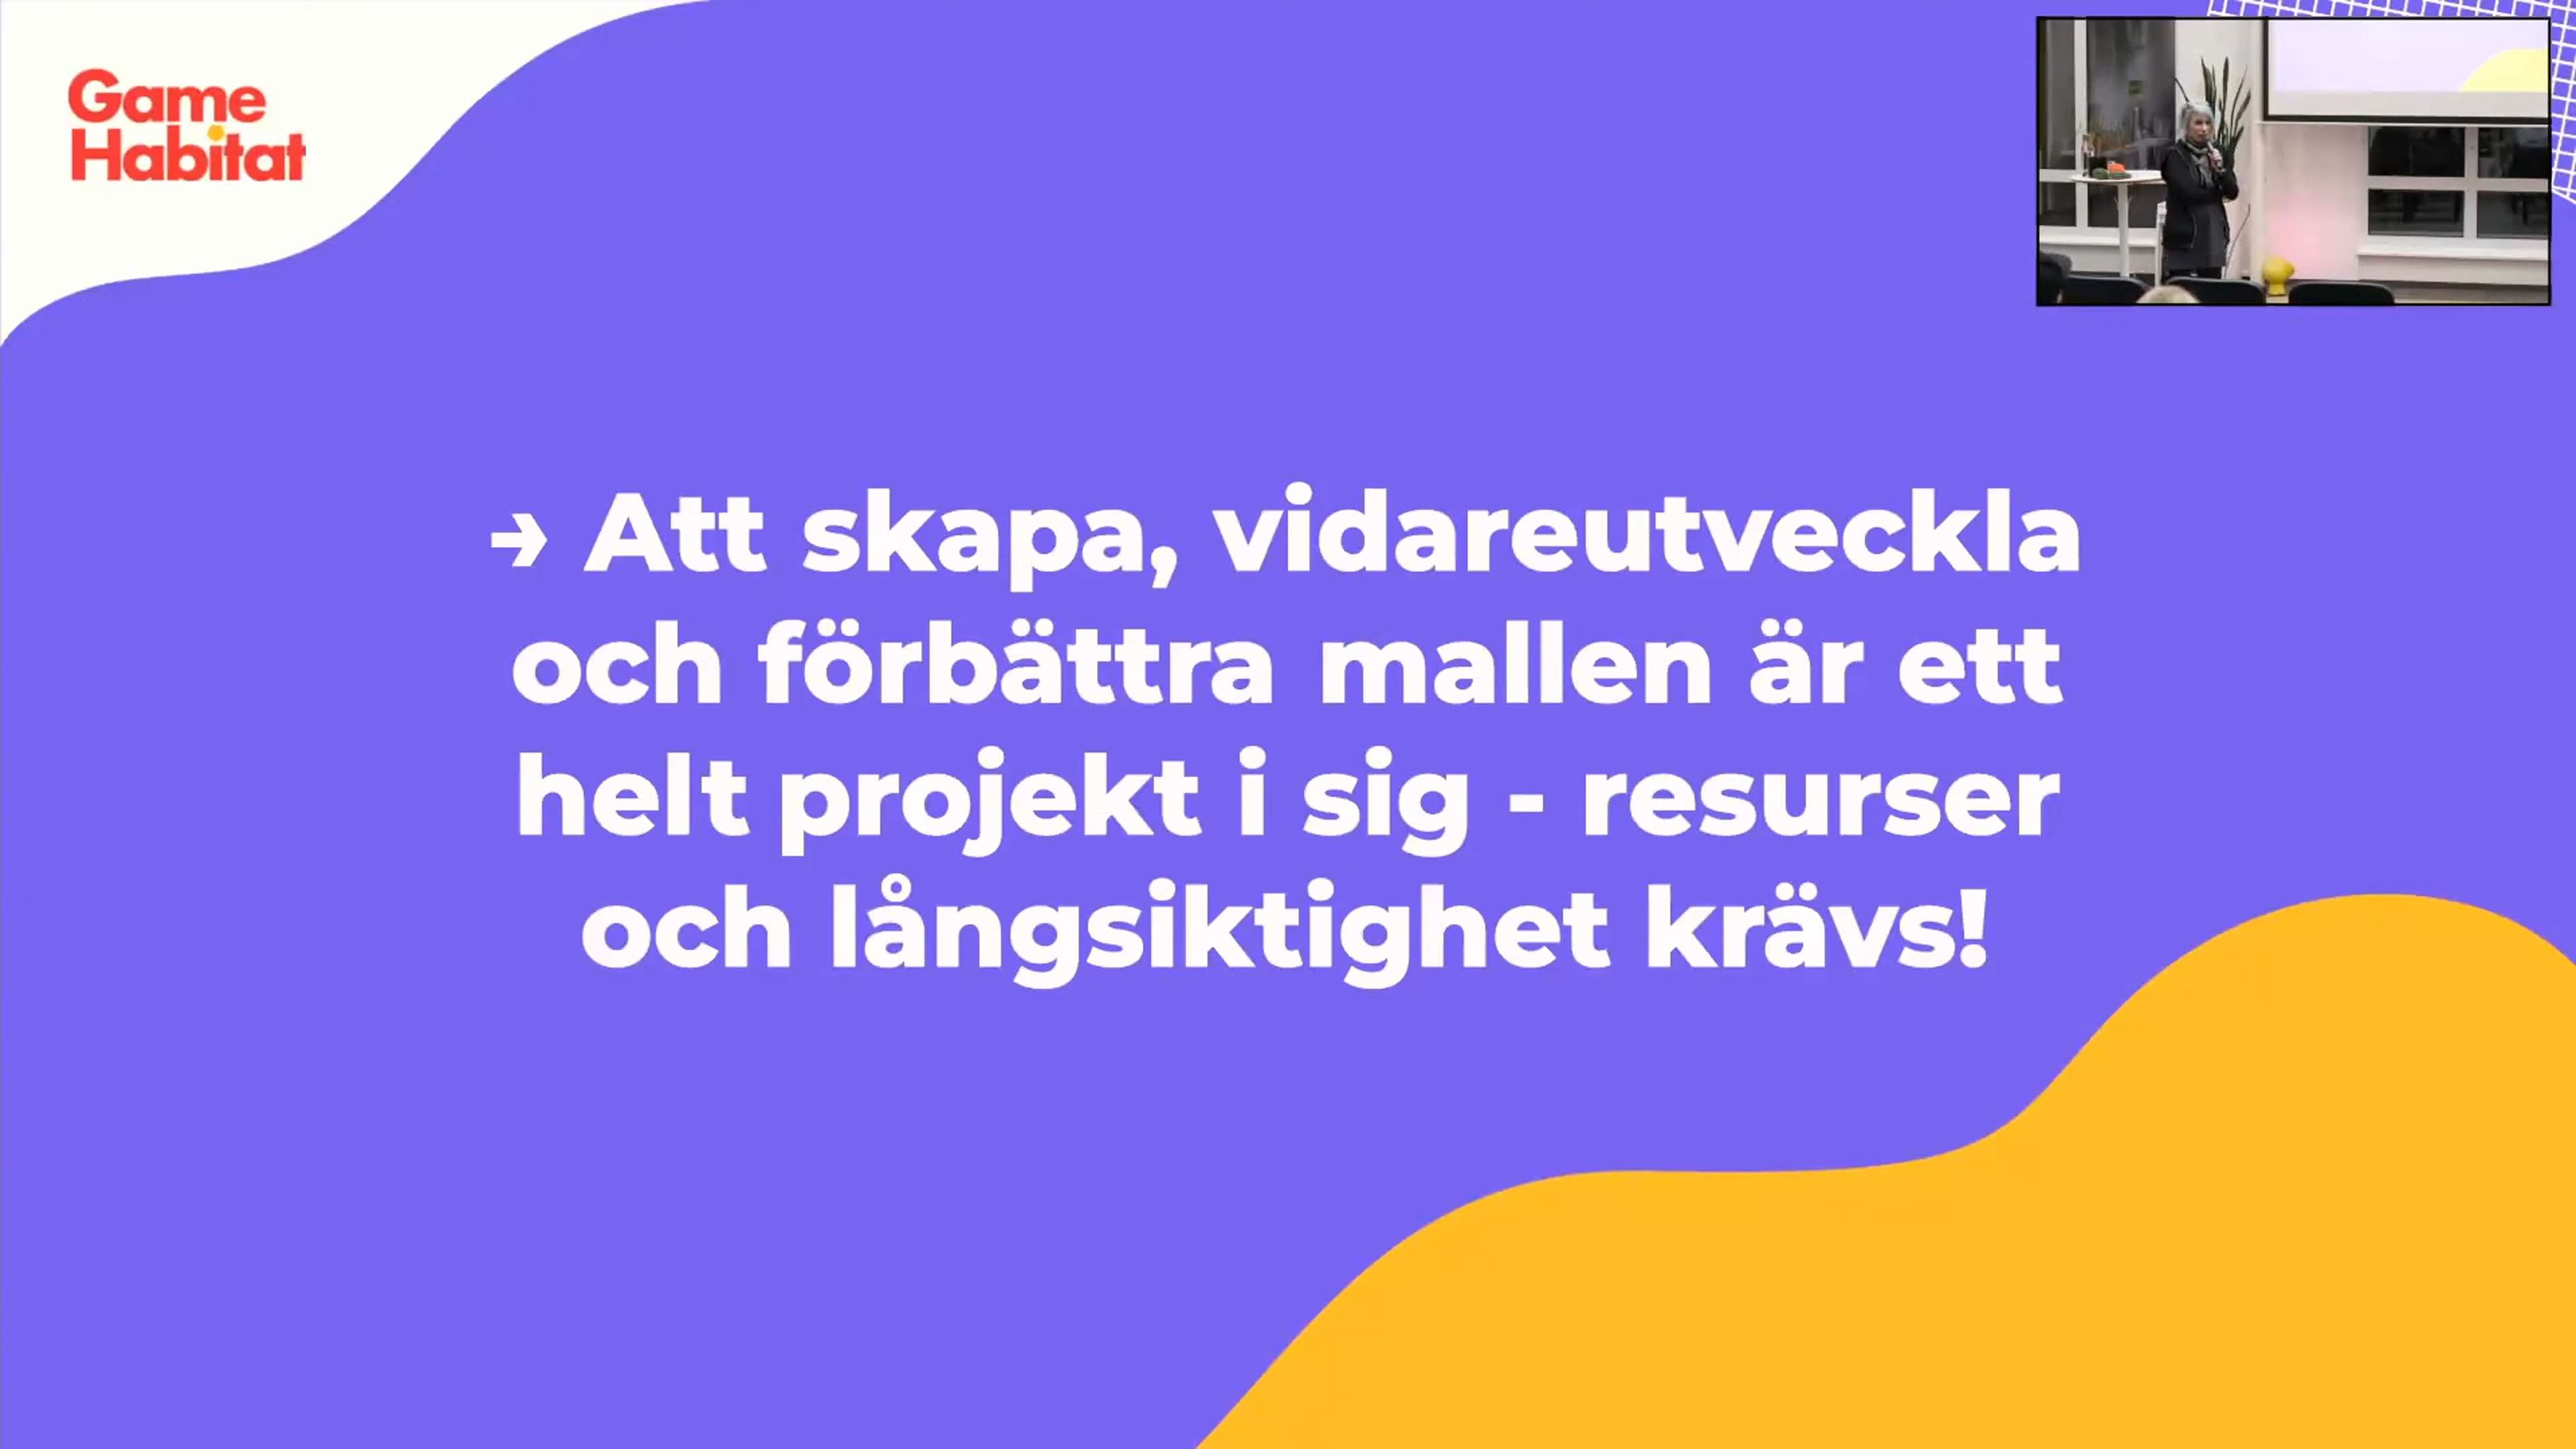 Game
Habitat
→ Att skapa, vidareutveckla
och förbättra mallen är ett
helt projekt i sig - resurser
och långsiktighet krävs!